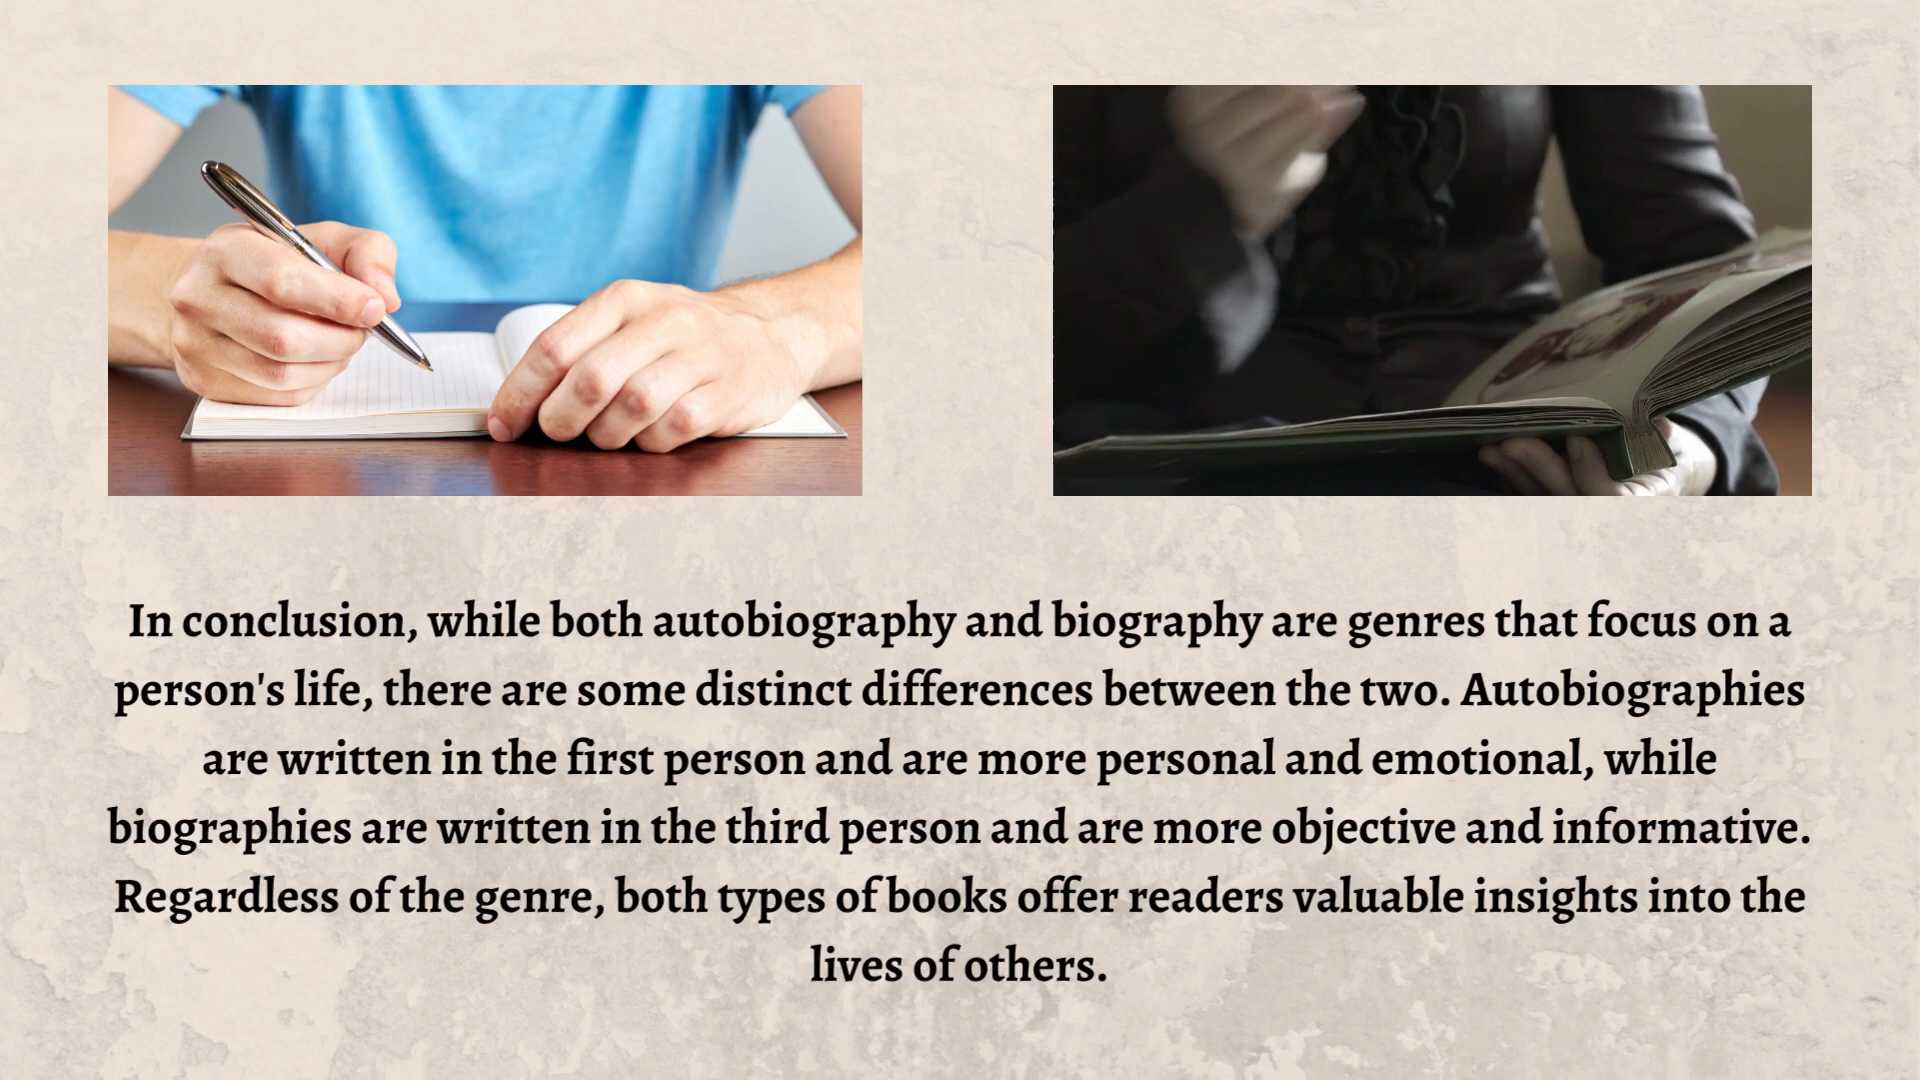 In conclusion, while both autobiography and biography are genres that focus on a
person's life, there are some distinct differences between the two. Autobiographies
are written in the first person and are more personal and emotional, while
biographies are written in the third person and are more objective and informative.
Regardless of the genre, both types of books offer readers valuable insights into the
lives of others.